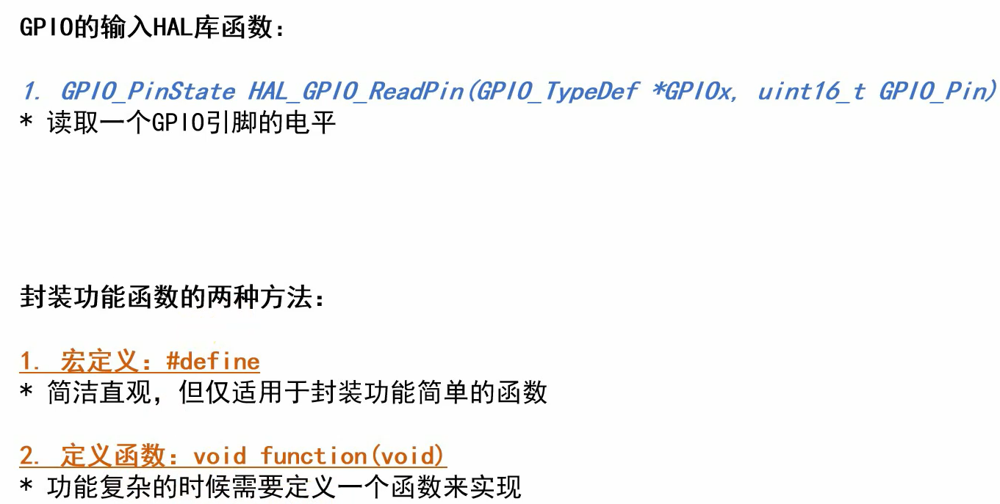 GPIO的输入HAL库函数：
1. GPIO_PinState HAL_GPIO_ReadPin(GPIO_TypeDef *GPIOx, uint16_t GPIO_Pin)
* 读取一个GPIO引脚的电平
封装功能函数的两种方法：
1. 宏定义：#define
* 简洁直观，但仅适用于封装功能简单的函数
2. 定义函数：void function(void)
* 功能复杂的时候需要定义一个函数来实现